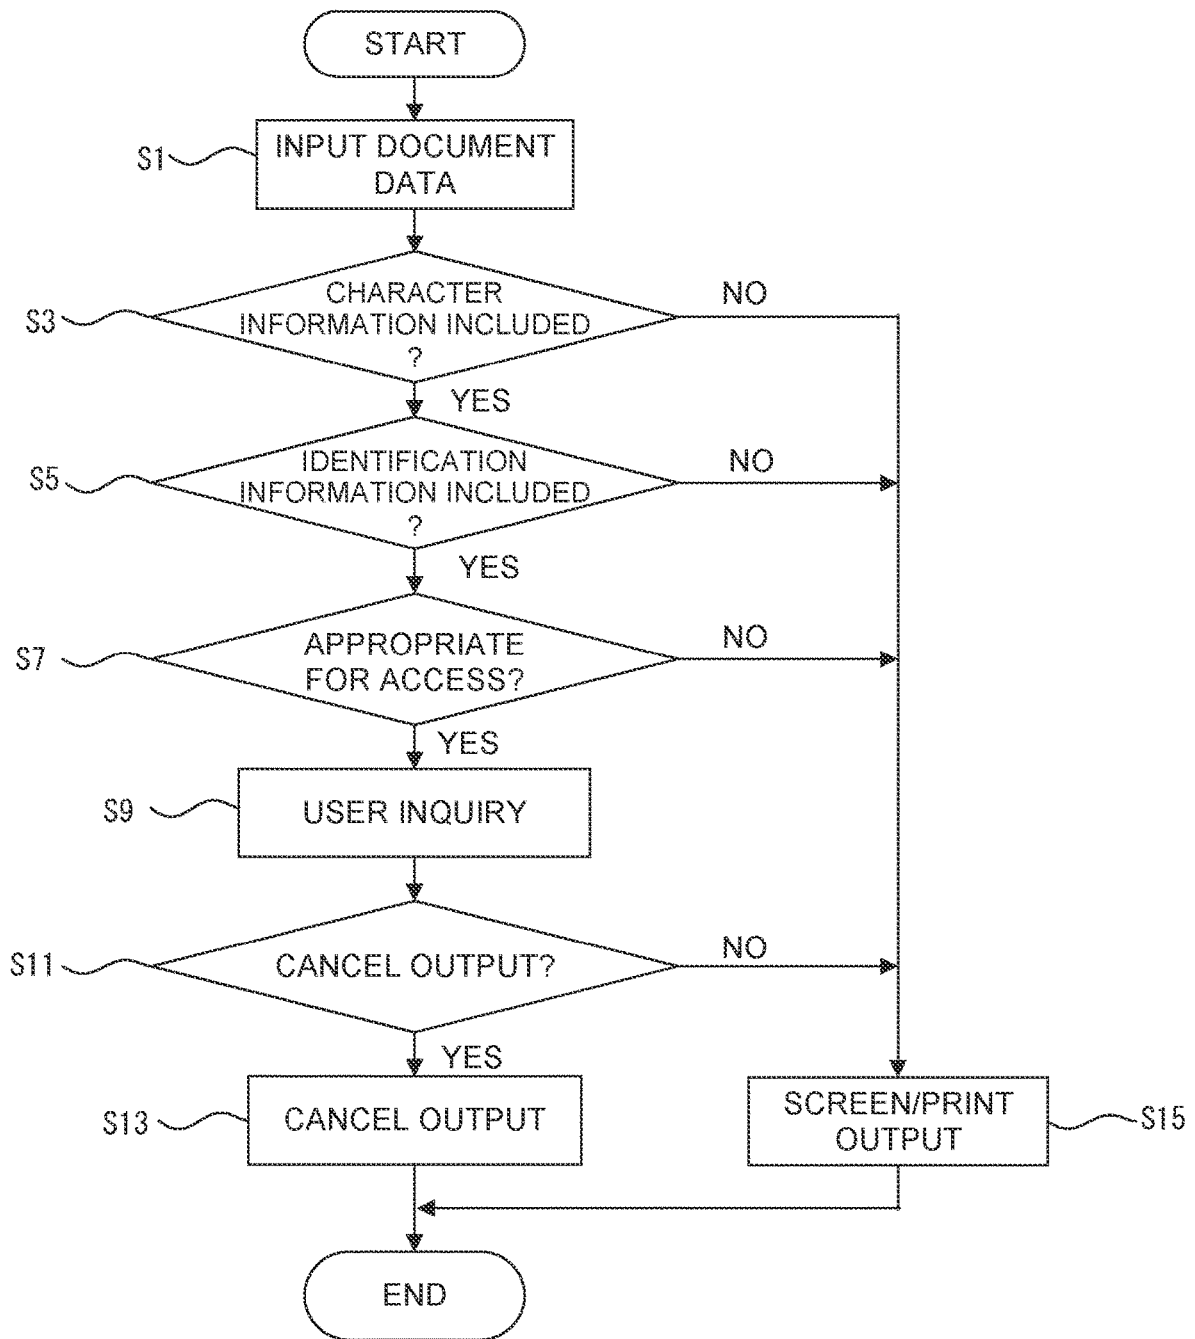 START
S1
INPUT DOCUMENT
DATA
S3
CHARACTER
INFORMATION INCLUDED
?
NO
YES
S5
IDENTIFICATION
INFORMATION INCLUDED
?
NO
YES
S7
APPROPRIATE
FOR ACCESS?
NO
YES
S9
USER INQUIRY
S11
CANCEL OUTPUT?
NO
YES
S13
CANCEL OUTPUT
SCREEN/PRINT
OUTPUT
S15
END